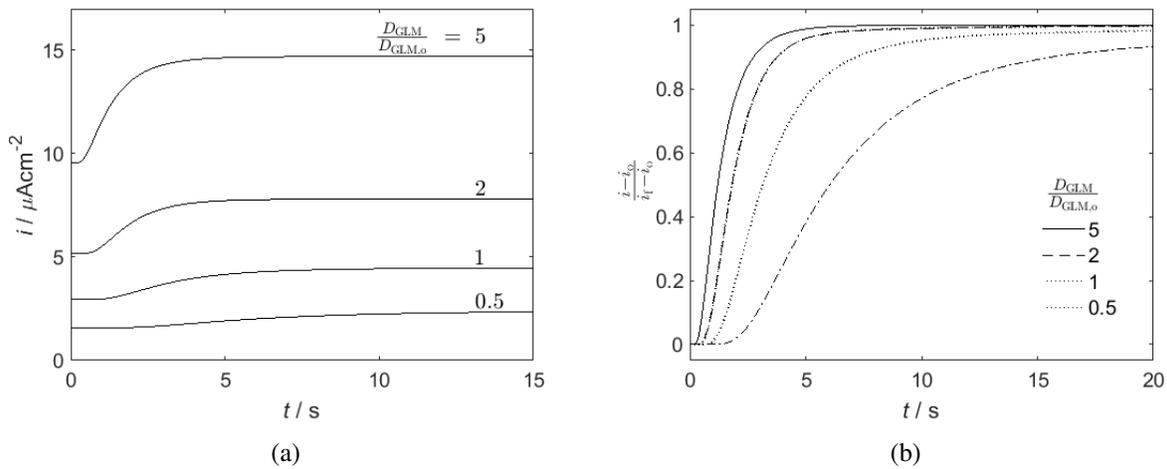 D_GLM / D_GLM,o = 5
2
1
0.5
15
10
5
0
i / μAcm⁻²
0 5 10 15
t / s
(a)
1
0.8
0.6
0.4
0.2
0
i−i_o / i_f−i_o
D_GLM / D_GLM,o
5
2
1
0.5
0 5 10 15 20
t / s
(b)